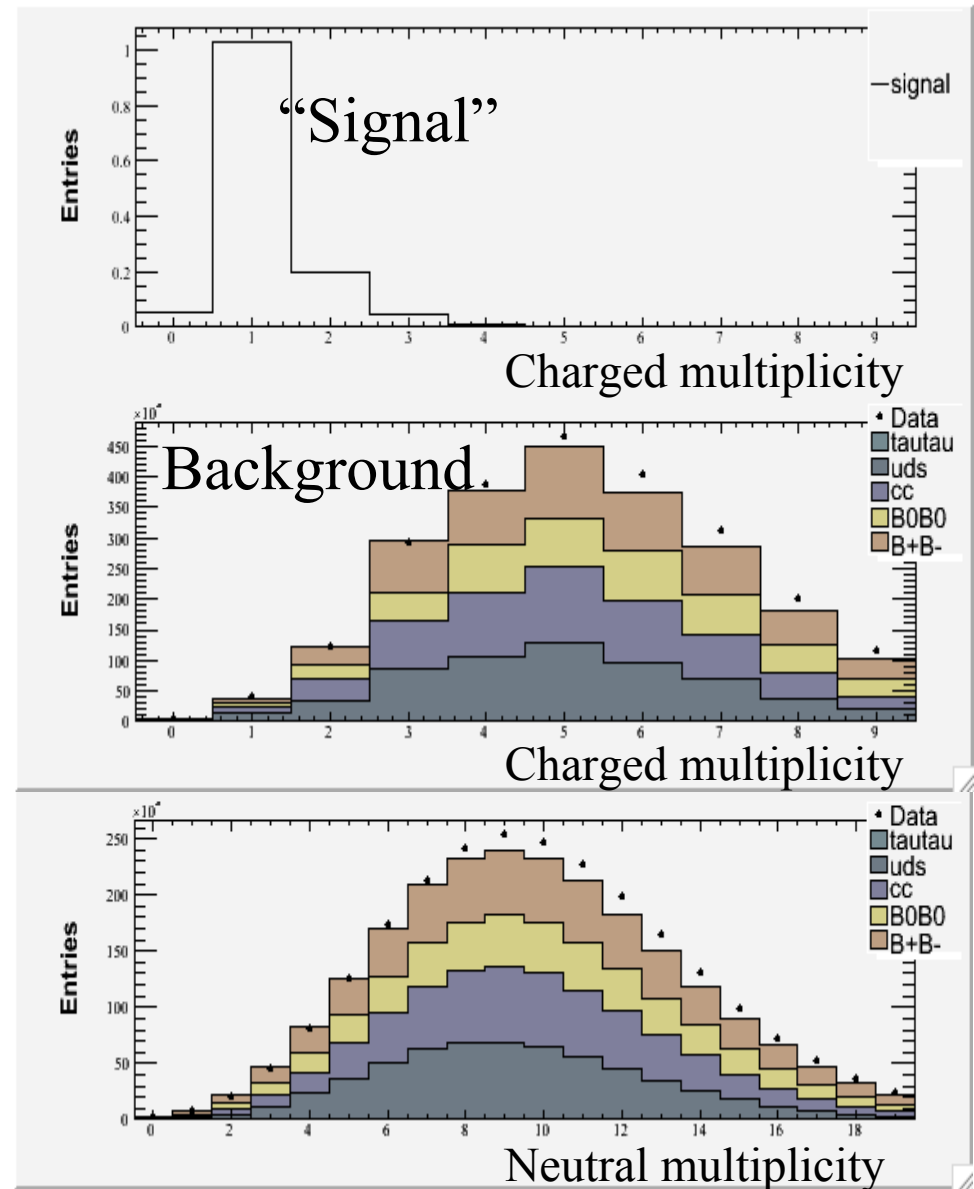 signal
“Signal”
Entries
1
0.8
0.6
0.4
0.2
0
0 1 2 3 4 5 6 7 8 9
Charged multiplicity
Data
tautau
uds
cc
B0B0
B+B-
Background
Entries
450
400
350
300
250
200
150
100
50
0
0 1 2 3 4 5 6 7 8 9
Charged multiplicity
Data
tautau
uds
cc
B0B0
B+B-
Entries
250
200
150
100
50
0
0 2 4 6 8 10 12 14 16 18
Neutral multiplicity